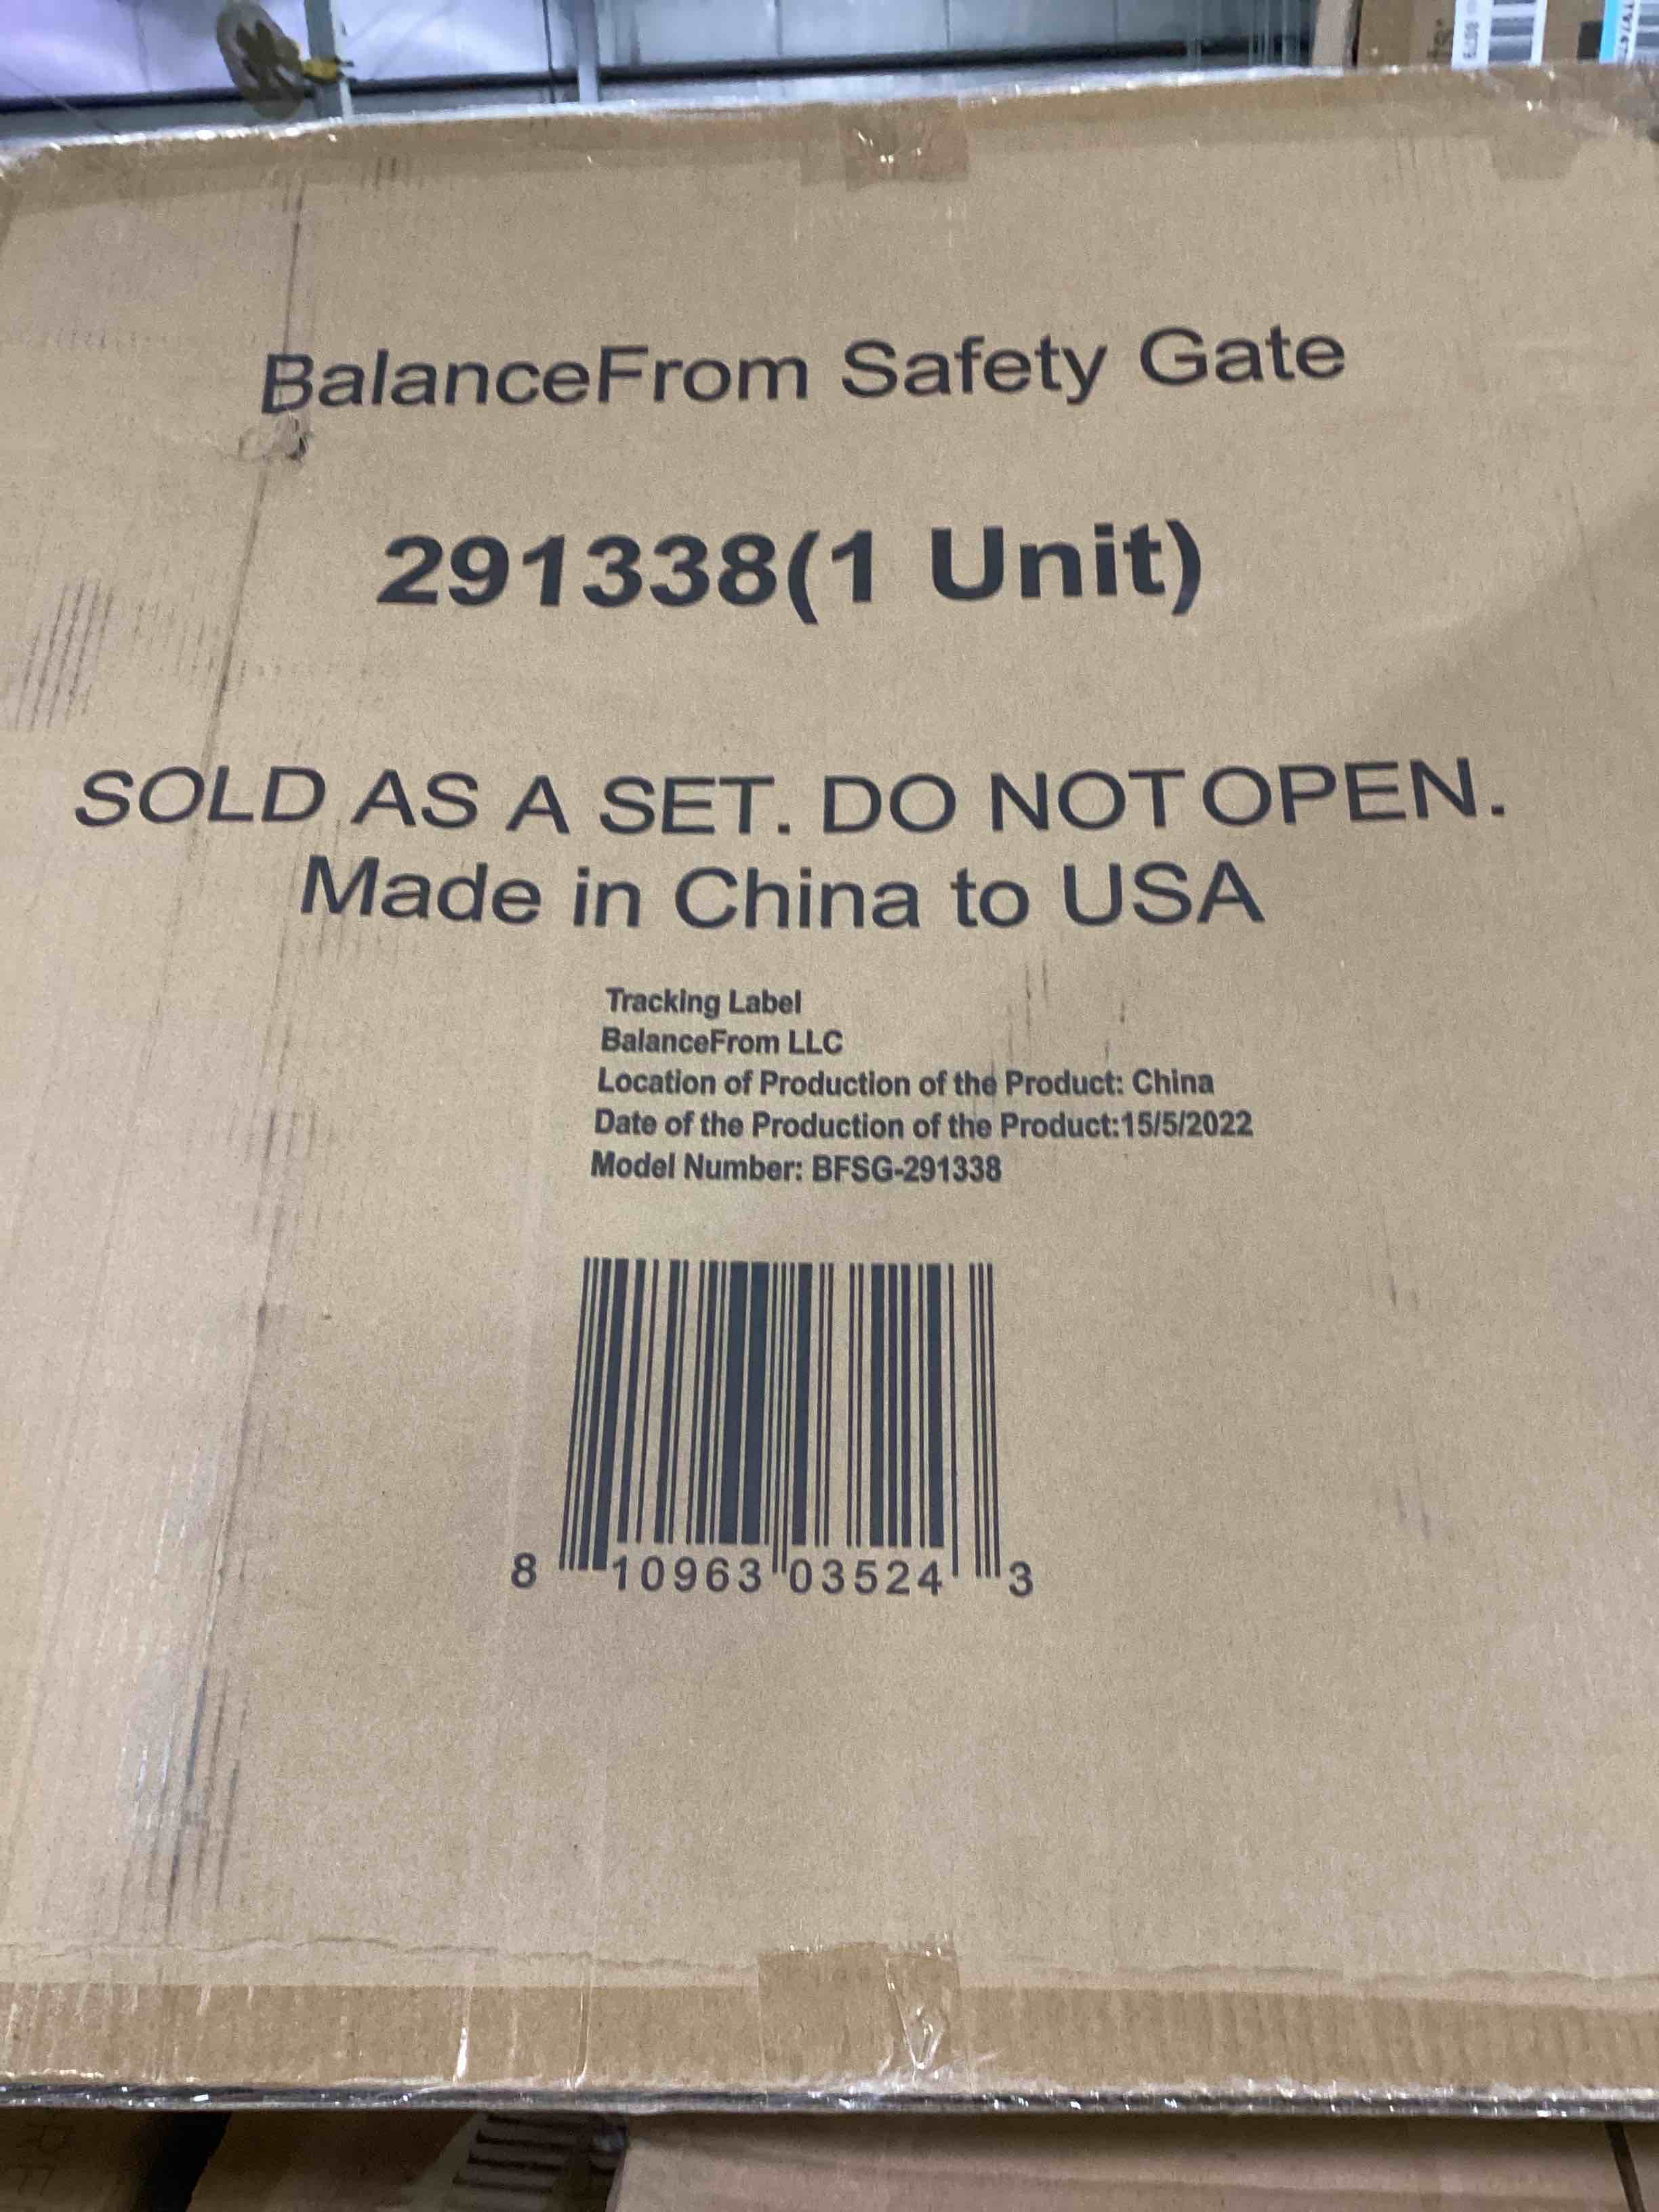 BalanceFrom Safety Gate
291338(1 Unit)
SOLD AS A SET. DO NOT OPEN.
Made in China to USA
Tracking Label
BalanceFrom LLC
Location of Production of the Product: China
Date of the Production of the Product:15/5/2022
Model Number: BFSG-291338
8 10963 03524 3